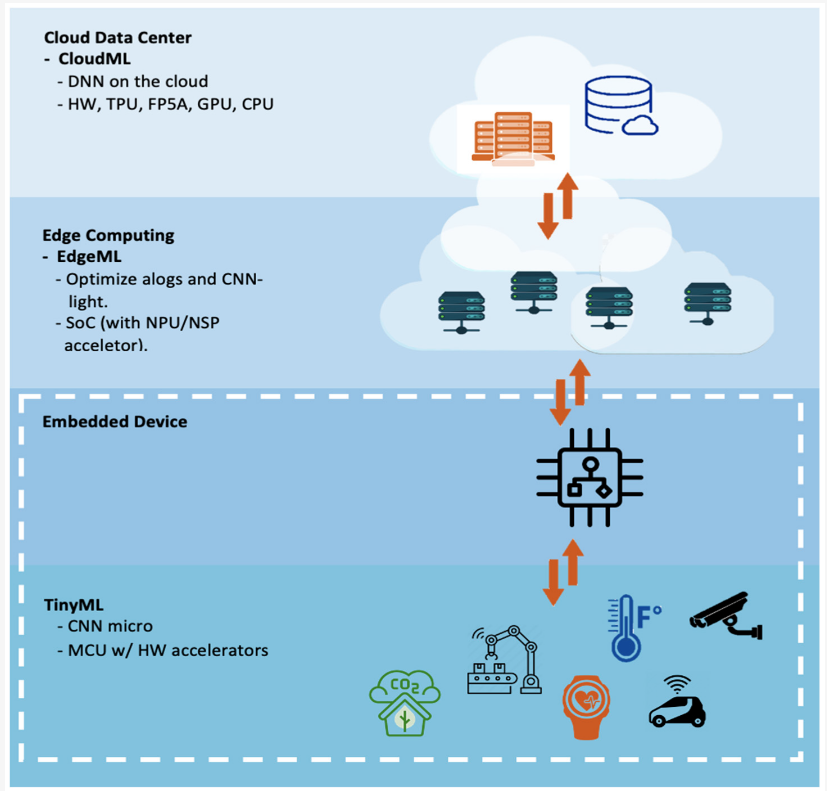 Cloud Data Center
- CloudML
- DNN on the cloud
- HW, TPU, FP5A, GPU, CPU
Edge Computing
- EdgeML
- Optimize alogs and CNN-
light.
- SoC (with NPU/NSP
acceletor).
Embedded Device
TinyML
- CNN micro
- MCU w/ HW accelerators
F°
CO2